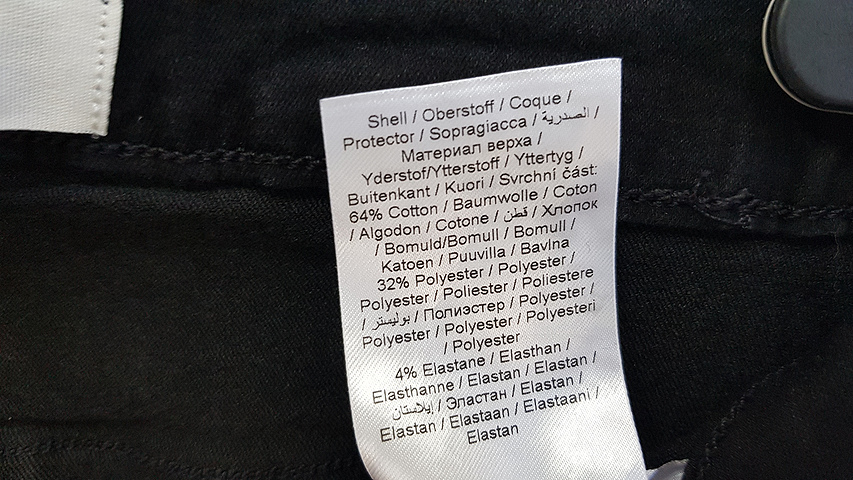 Shell / Oberstoff / Coque /
Protector / Sopragiacca / الصدرية /
Материал верха /
Yderstof/Ytterstoff / Yttertyg /
Buitenkant / Kuori / Svrchní část:
64% Cotton / Baumwolle / Coton
/ Algodon / Cotone / قطن / Хлопок
/ Bomuld/Bomull / Bomull /
Katoen / Puuvilla / Bavlna
32% Polyester / Polyester /
Polyester / Poliester / Poliestere
/ بوليستر / Полиэстер / Polyester /
Polyester / Polyester / Polyesteri
/ Polyester
4% Elastane / Elasthan /
Elasthanne / Elastan / Elastan /
إيلاستان / Эластан / Elastan /
Elastan / Elastaan / Elastaani /
Elastan